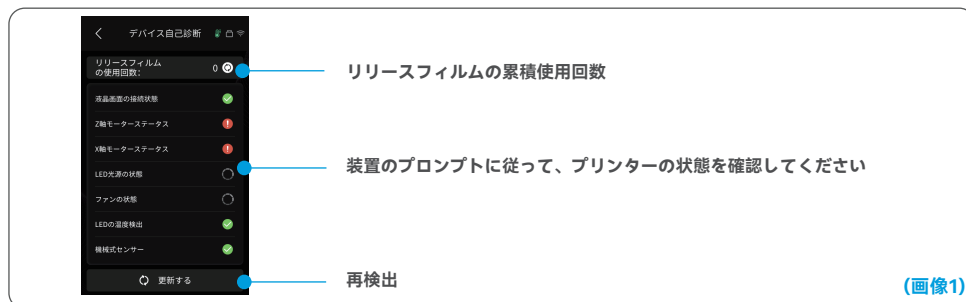 デバイス自己診断
リリースフィルム
の使用回数:
0
リリースフィルムの累積使用回数
液晶画面の接続状態
Z軸モーターステータス
X軸モーターステータス
LED光源の状態
装置のプロンプトに従って、プリンターの状態を確認してください
ファンの状態
LEDの温度検出
機械式センサー
更新する
再検出
(画像1)